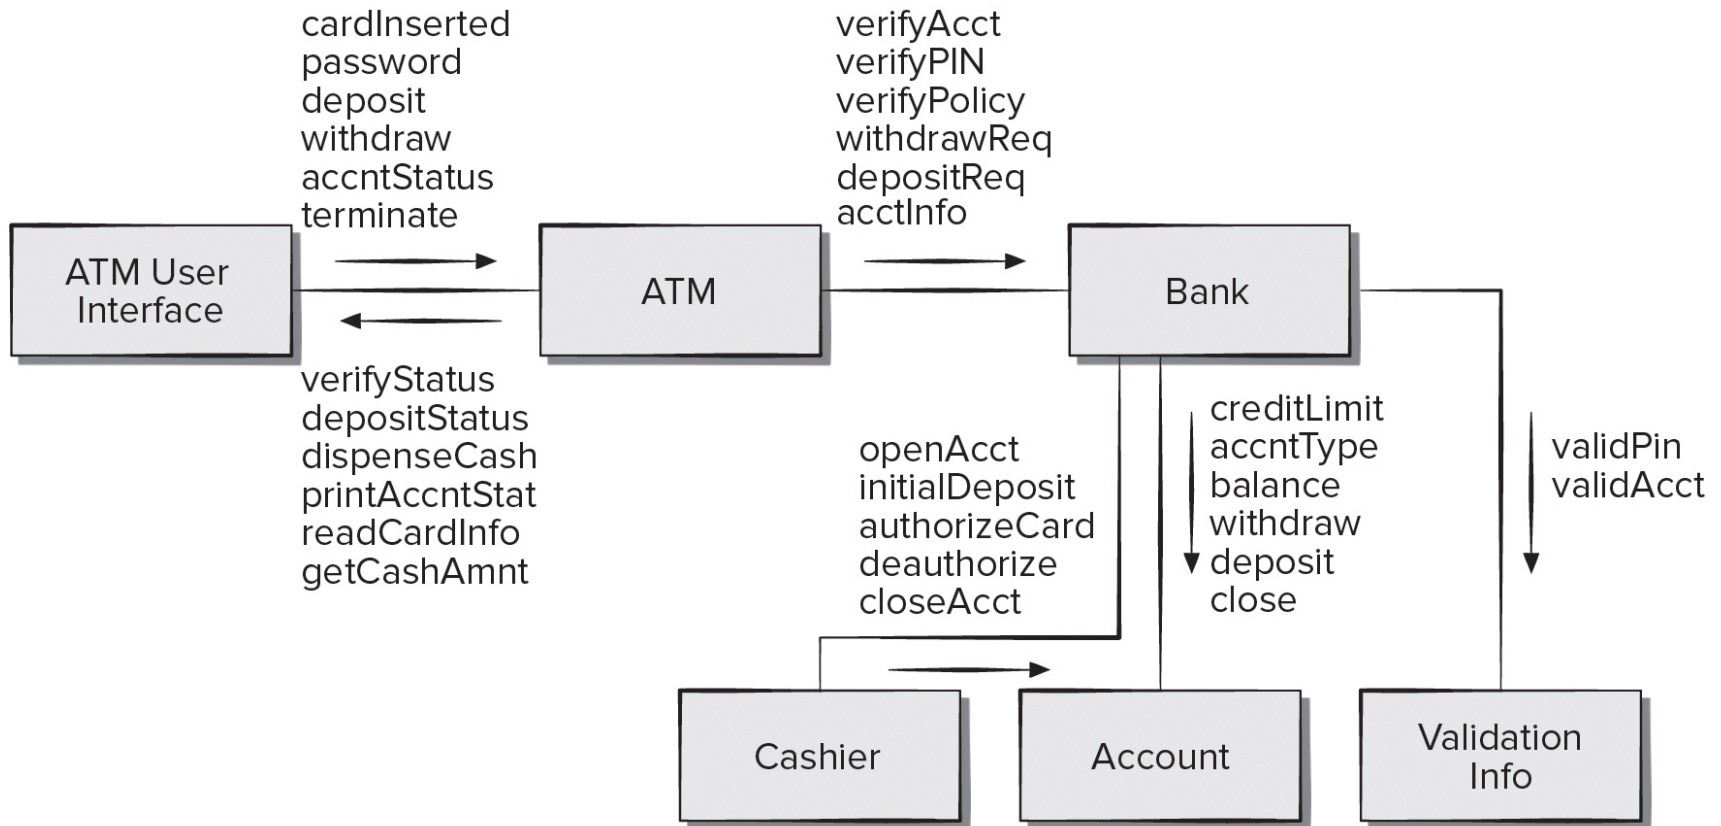 cardInserted
password
deposit
withdraw
accntStatus
terminate
verifyAcct
verifyPIN
verifyPolicy
withdrawReq
depositReq
acctInfo
ATM User
Interface
ATM
Bank
verifyStatus
depositStatus
dispenseCash
printAccntStat
readCardInfo
getCashAmnt
openAcct
initialDeposit
authorizeCard
deauthorize
closeAcct
creditLimit
accntType
balance
withdraw
deposit
close
validPin
validAcct
Cashier
Account
Validation
Info